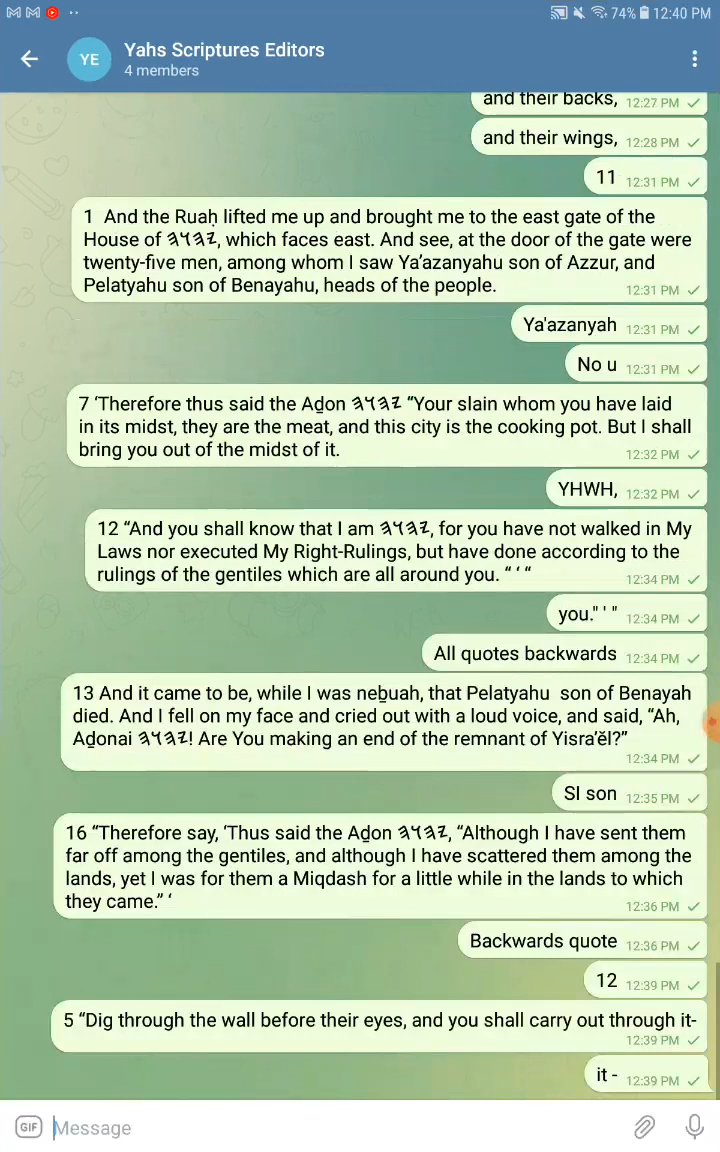 74% 12:40 PM
YE
Yahs Scriptures Editors
4 members
and their backs, 12:27 PM
and their wings, 12:28 PM
11 12:31 PM
1 And the Ruaḥ lifted me up and brought me to the east gate of the
House of 𐤉𐤄𐤅𐤄, which faces east. And see, at the door of the gate were
twenty-five men, among whom I saw Ya’azanyahu son of Azzur, and
Pelatyahu son of Benayahu, heads of the people.
12:31 PM
Ya'azanyah 12:31 PM
No u 12:31 PM
7 ‘Therefore thus said the Aḏon 𐤉𐤄𐤅𐤄 “Your slain whom you have laid
in its midst, they are the meat, and this city is the cooking pot. But I shall
bring you out of the midst of it.
12:32 PM
YHWH, 12:32 PM
12 “And you shall know that I am 𐤉𐤄𐤅𐤄, for you have not walked in My
Laws nor executed My Right-Rulings, but have done according to the
rulings of the gentiles which are all around you. “ ‘ “
12:34 PM
you." ' " 12:34 PM
All quotes backwards 12:34 PM
13 And it came to be, while I was neḇuah, that Pelatyahu son of Benayah
died. And I fell on my face and cried out with a loud voice, and said, “Ah,
Aḏonai 𐤉𐤄𐤅𐤄! Are You making an end of the remnant of Yisra’ĕl?”
12:34 PM
SI son 12:35 PM
16 “Therefore say, ‘Thus said the Aḏon 𐤉𐤄𐤅𐤄, “Although I have sent them
far off among the gentiles, and although I have scattered them among the
lands, yet I was for them a Miqdash for a little while in the lands to which
they came.” ‘
12:36 PM
Backwards quote 12:36 PM
12 12:39 PM
5 “Dig through the wall before their eyes, and you shall carry out through it-
12:39 PM
it - 12:39 PM
GIF Message